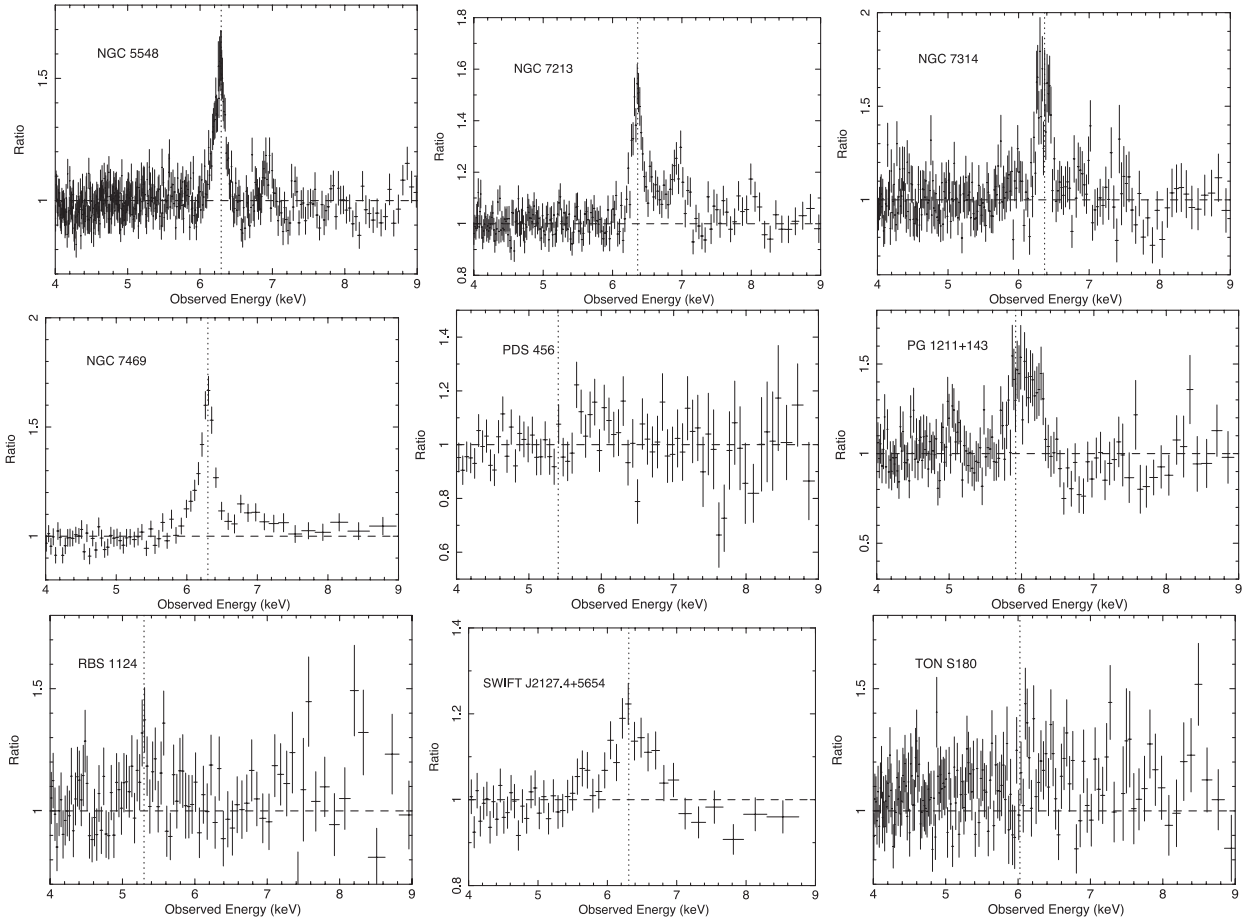 NGC 5548
Ratio
1 1.5
4 5 6 7 8 9
Observed Energy (keV)
NGC 7213
Ratio
0.8 1 1.2 1.4 1.6 1.8
4 5 6 7 8 9
Observed Energy (keV)
NGC 7314
Ratio
1 1.5 2
4 5 6 7 8 9
Observed Energy (keV)
NGC 7469
Ratio
1 1.5 2
4 5 6 7 8 9
Observed Energy (keV)
PDS 456
Ratio
0.6 0.8 1 1.2 1.4
4 5 6 7 8 9
Observed Energy (keV)
PG 1211+143
Ratio
0.5 1 1.5
4 5 6 7 8 9
Observed Energy (keV)
RBS 1124
Ratio
1 1.5
4 5 6 7 8 9
Observed Energy (keV)
SWIFT J2127.4+5654
Ratio
0.8 1 1.2 1.4
4 5 6 7 8 9
Observed Energy (keV)
TON S180
Ratio
1 1.5
4 5 6 7 8 9
Observed Energy (keV)